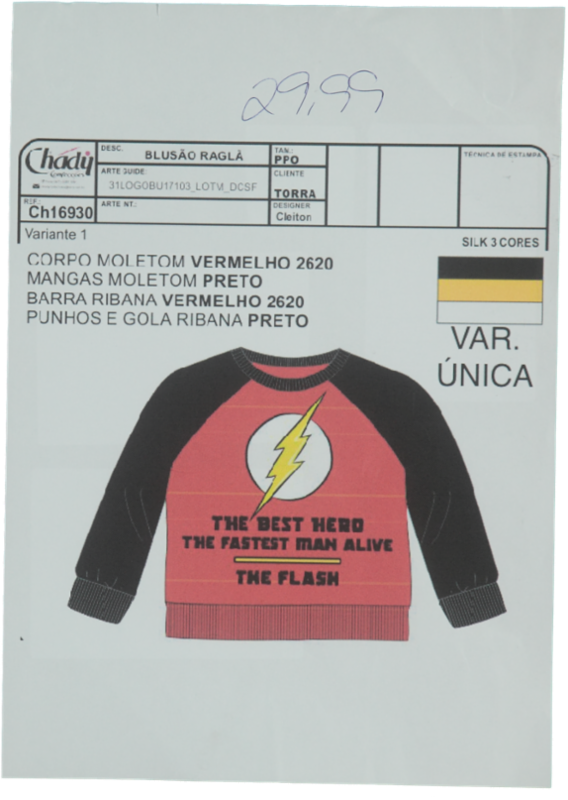 29,99
Chady
DESC.
BLUSÃO RAGLÃ
TAN.:
PPO
TÉCNICA DE ESTAMPA
ARTE GUIDE:
31LOG0BU17103_LOTM_DCSF
CLIENTE
TORRA
REF.:
Ch16930
ARTE NT.:
DESIGNER
Cleiton
Variante 1
SILK 3 CORES
CORPO MOLETOM VERMELHO 2620
MANGAS MOLETOM PRETO
BARRA RIBANA VERMELHO 2620
PUNHOS E GOLA RIBANA PRETO
VAR.
ÚNICA
THE BEST HERO
THE FASTEST MAN ALIVE
THE FLASH